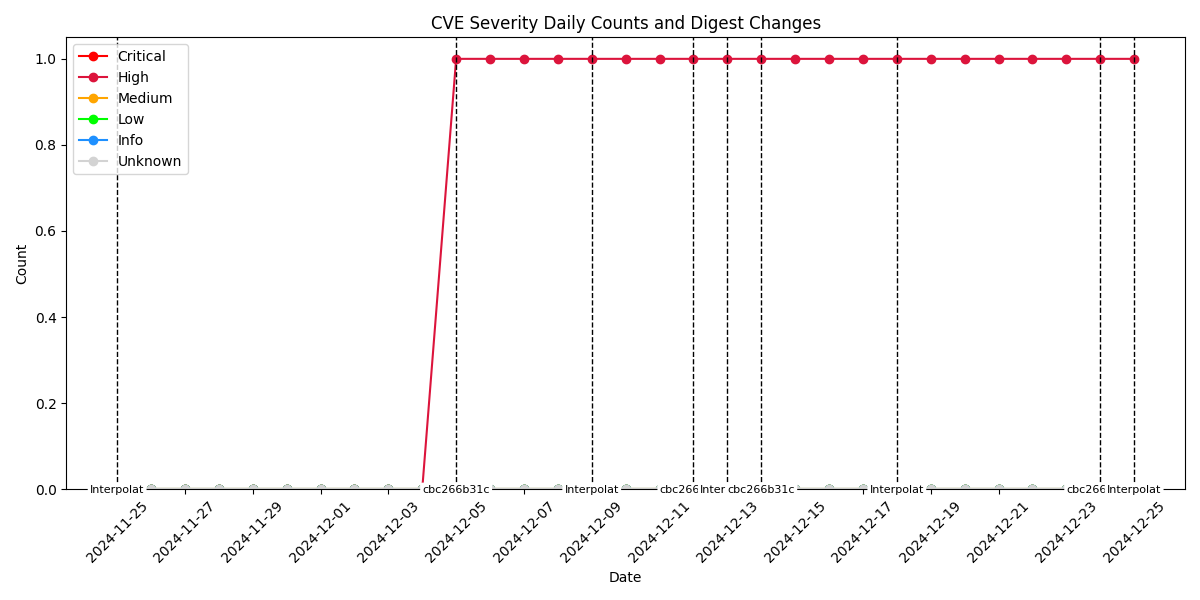 CVE Severity Daily Counts and Digest Changes
Critical
High
Medium
Low
Info
Unknown
1.0
0.8
0.6
0.4
0.2
0.0
Count
Interpolat
cbc266b31c
Interpolat
cbc266
Inter
cbc266b31c
Interpolat
cbc266
Interpolat
2024-11-25
2024-11-27
2024-11-29
2024-12-01
2024-12-03
2024-12-05
2024-12-07
2024-12-09
2024-12-11
2024-12-13
2024-12-15
2024-12-17
2024-12-19
2024-12-21
2024-12-23
2024-12-25
Date